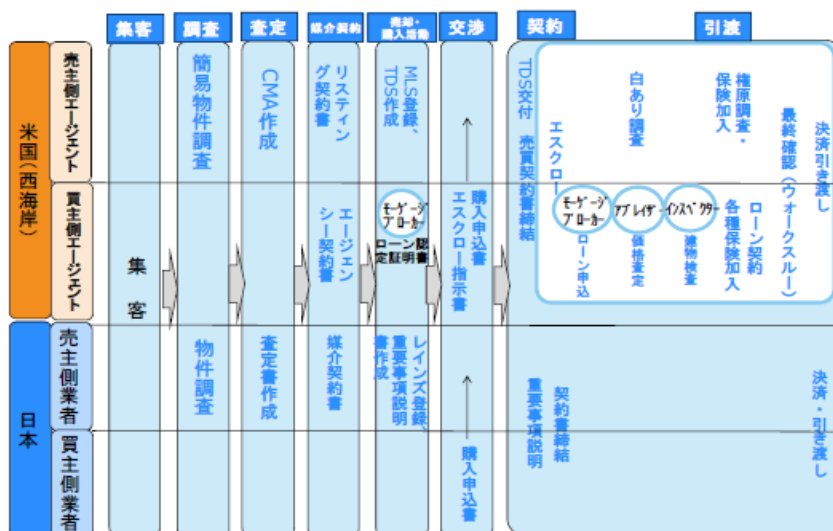 集客
調査
査定
媒介契約
売却・
購入活動
交渉
契約
引渡
米国(西海岸)
売主側エージェント
買主側エージェント
日本
売主側業者
買主側業者
集客
簡易物件調査
CMA作成
リスティン
グ契約書
MLS登録、
TDS作成
エージェン
シー契約書
モーゲージ
ブローカー
ローン認
定証明書
購入申込書
エスクロー指示書
TDS交付 売買契約書締結
エスクロー
白あり調査
権原調査・
保険加入
最終確認(ウォークスルー)
決済引き渡し
モーゲージ
ブローカー
ローン申込
アプレイザー
価格査定
インスペクター
建物検査
ローン契約
各種保険加入
物件調査
査定書作成
媒介契約書
レインズ登録、
重要事項説明
書作成
購入申込書
契約書締結
重要事項説明
決済・引き渡し